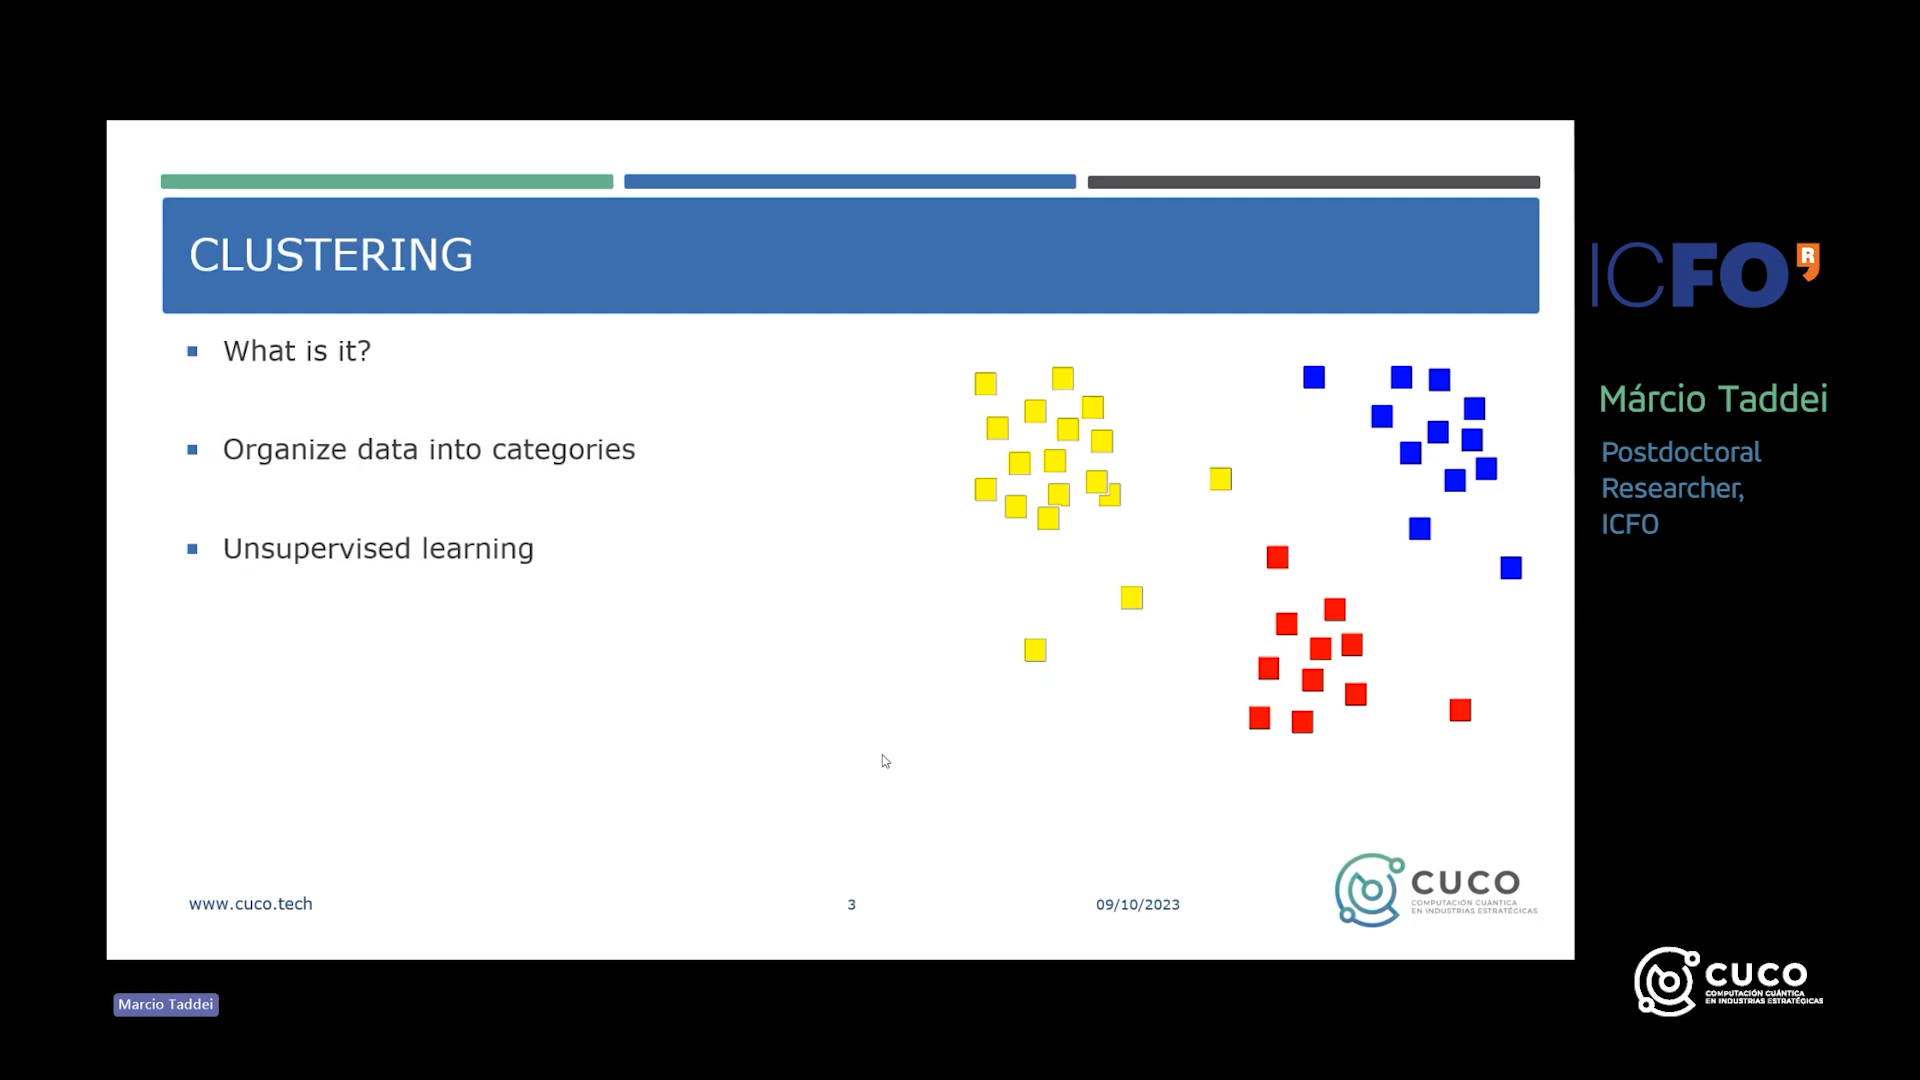 CLUSTERING
What is it?
Organize data into categories
Unsupervised learning
www.cuco.tech
3
09/10/2023
CUCO
COMPUTACIÓN CUÁNTICA
EN INDUSTRIAS ESTRATÉGICAS
ICFO
R
Márcio Taddei
Postdoctoral
Researcher,
ICFO
Marcio Taddei
CUCO
COMPUTACIÓN CUÁNTICA
EN INDUSTRIAS ESTRATÉGICAS